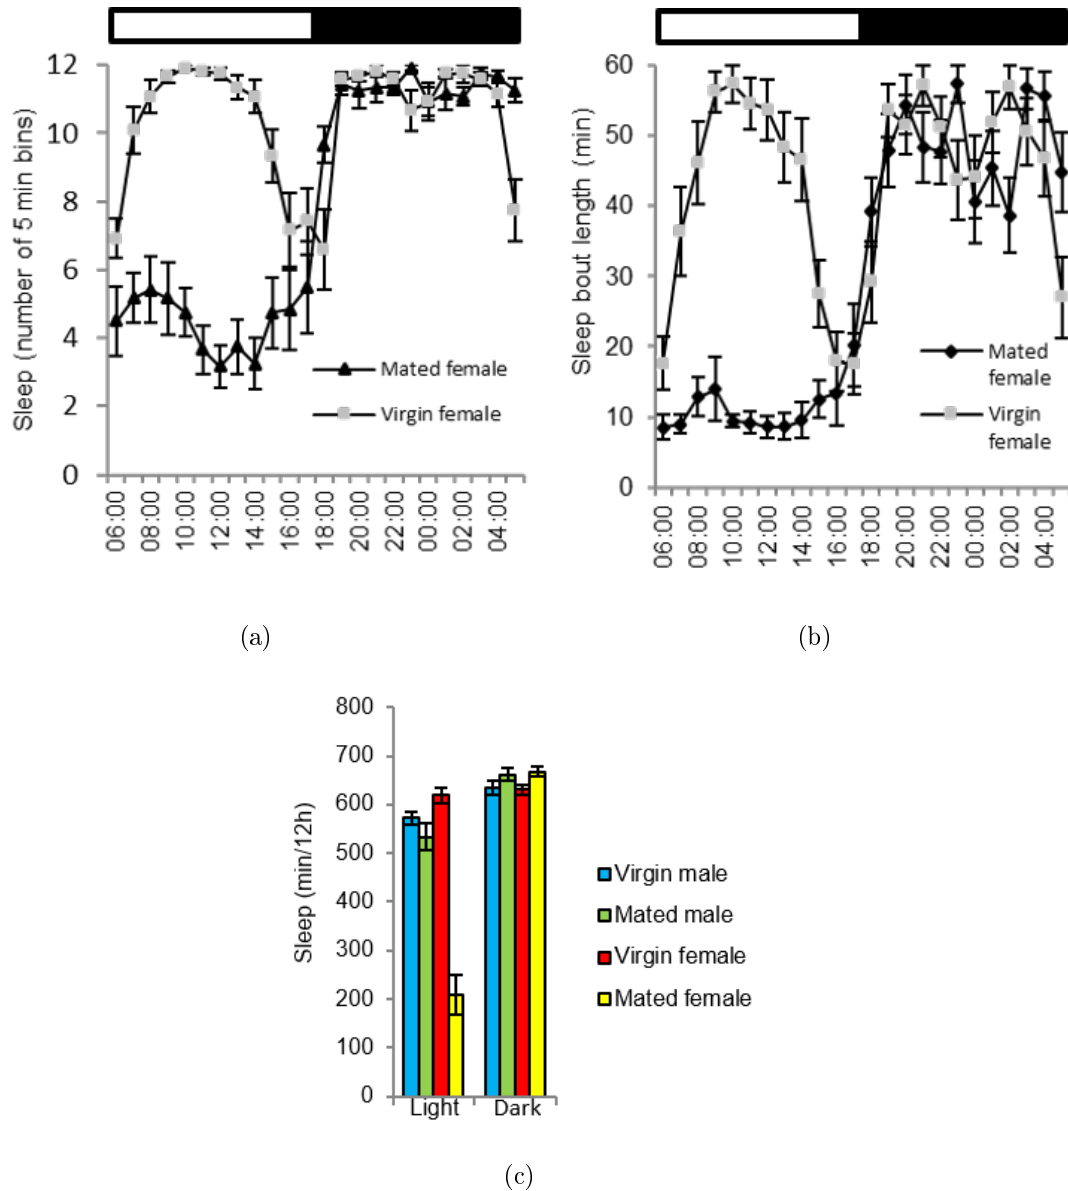 Sleep (number of 5 min bins)
12
10
8
6
4
2
0
Mated female
Virgin female
06:00
08:00
10:00
12:00
14:00
16:00
18:00
20:00
22:00
00:00
02:00
04:00
(a)
Sleep bout length (min)
60
50
40
30
20
10
0
Mated
female
Virgin
female
06:00
08:00
10:00
12:00
14:00
16:00
18:00
20:00
22:00
00:00
02:00
04:00
(b)
Sleep (min/12h)
800
700
600
500
400
300
200
100
0
Light
Dark
Virgin male
Mated male
Virgin female
Mated female
(c)